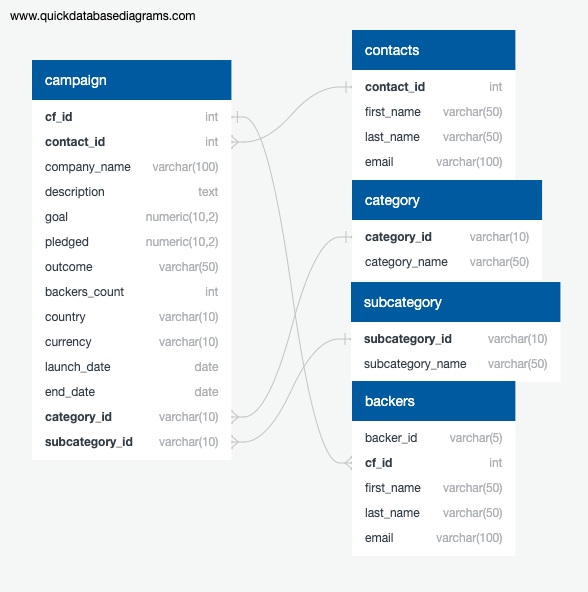 www.quickdatabasediagrams.com
campaign
cf_id int
contact_id int
company_name varchar(100)
description text
goal numeric(10,2)
pledged numeric(10,2)
outcome varchar(50)
backers_count int
country varchar(10)
currency varchar(10)
launch_date date
end_date date
category_id varchar(10)
subcategory_id varchar(10)
contacts
contact_id int
first_name varchar(50)
last_name varchar(50)
email varchar(100)
category
category_id varchar(10)
category_name varchar(50)
subcategory
subcategory_id varchar(10)
subcategory_name varchar(50)
backers
backer_id varchar(5)
cf_id int
first_name varchar(50)
last_name varchar(50)
email varchar(100)